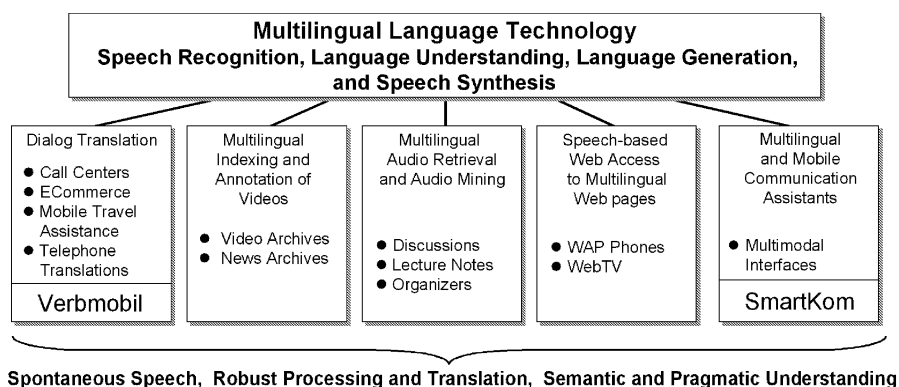 Multilingual Language Technology
Speech Recognition, Language Understanding, Language Generation,
and Speech Synthesis
Dialog Translation
● Call Centers
● ECommerce
● Mobile Travel
Assistance
● Telephone
Translations
Verbmobil
Multilingual
Indexing and
Annotation of
Videos
● Video Archives
● News Archives
Multilingual
Audio Retrieval
and Audio Mining
● Discussions
● Lecture Notes
● Organizers
Speech-based
Web Access
to Multilingual
Web pages
● WAP Phones
● WebTV
Multilingual
and Mobile
Communication
Assistants
● Multimodal
Interfaces
SmartKom
Spontaneous Speech, Robust Processing and Translation, Semantic and Pragmatic Understanding